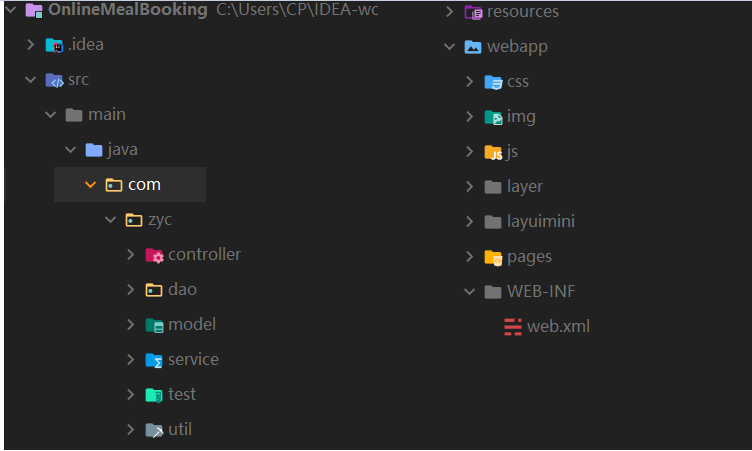 OnlineMealBooking C:\Users\CP\IDEA-wc
.idea
src
main
java
com
zyc
controller
dao
model
service
test
util
resources
webapp
css
img
js
layer
layuimini
pages
WEB-INF
web.xml